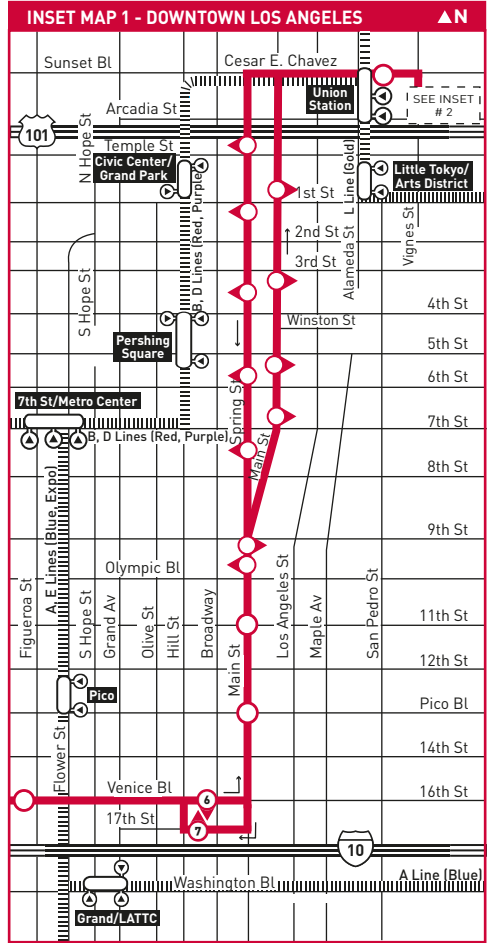 INSET MAP 1 - DOWNTOWN LOS ANGELES
N
Sunset Bl
Cesar E. Chavez
Union
Station
SEE INSET
# 2
Arcadia St
101
N Hope St
Temple St
Civic Center/
Grand Park
Little Tokyo/
Arts District
1st St
L Line (Gold)
B, D Lines (Red, Purple)
2nd St
Alameda St
Vignes St
3rd St
S Hope St
4th St
Winston St
Pershing
Square
5th St
6th St
7th St/Metro Center
Spring St
Main St
7th St
B, D Lines (Red, Purple)
8th St
A, E Lines (Blue, Expo)
9th St
Olympic Bl
Figueroa St
S Hope St
Grand Av
Olive St
Hill St
Broadway
Main St
Los Angeles St
Maple Av
San Pedro St
11th St
12th St
Pico
Pico Bl
Flower St
14th St
Venice Bl
6
16th St
17th St
7
10
Washington Bl
A Line (Blue)
Grand/LATTC